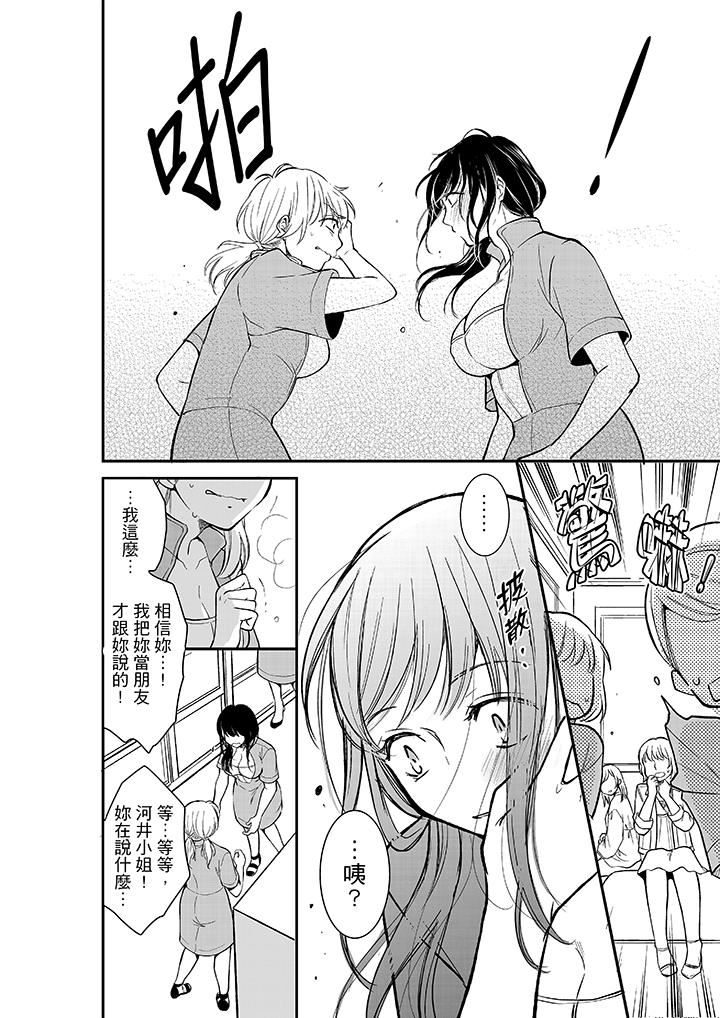 ！
啪
嚇！
驚
…
披散…
咦？
…我這麼…
相信妳…！
我把妳當朋友
才跟妳說的！
等…等等，
河井小姐！
妳在說什麼…